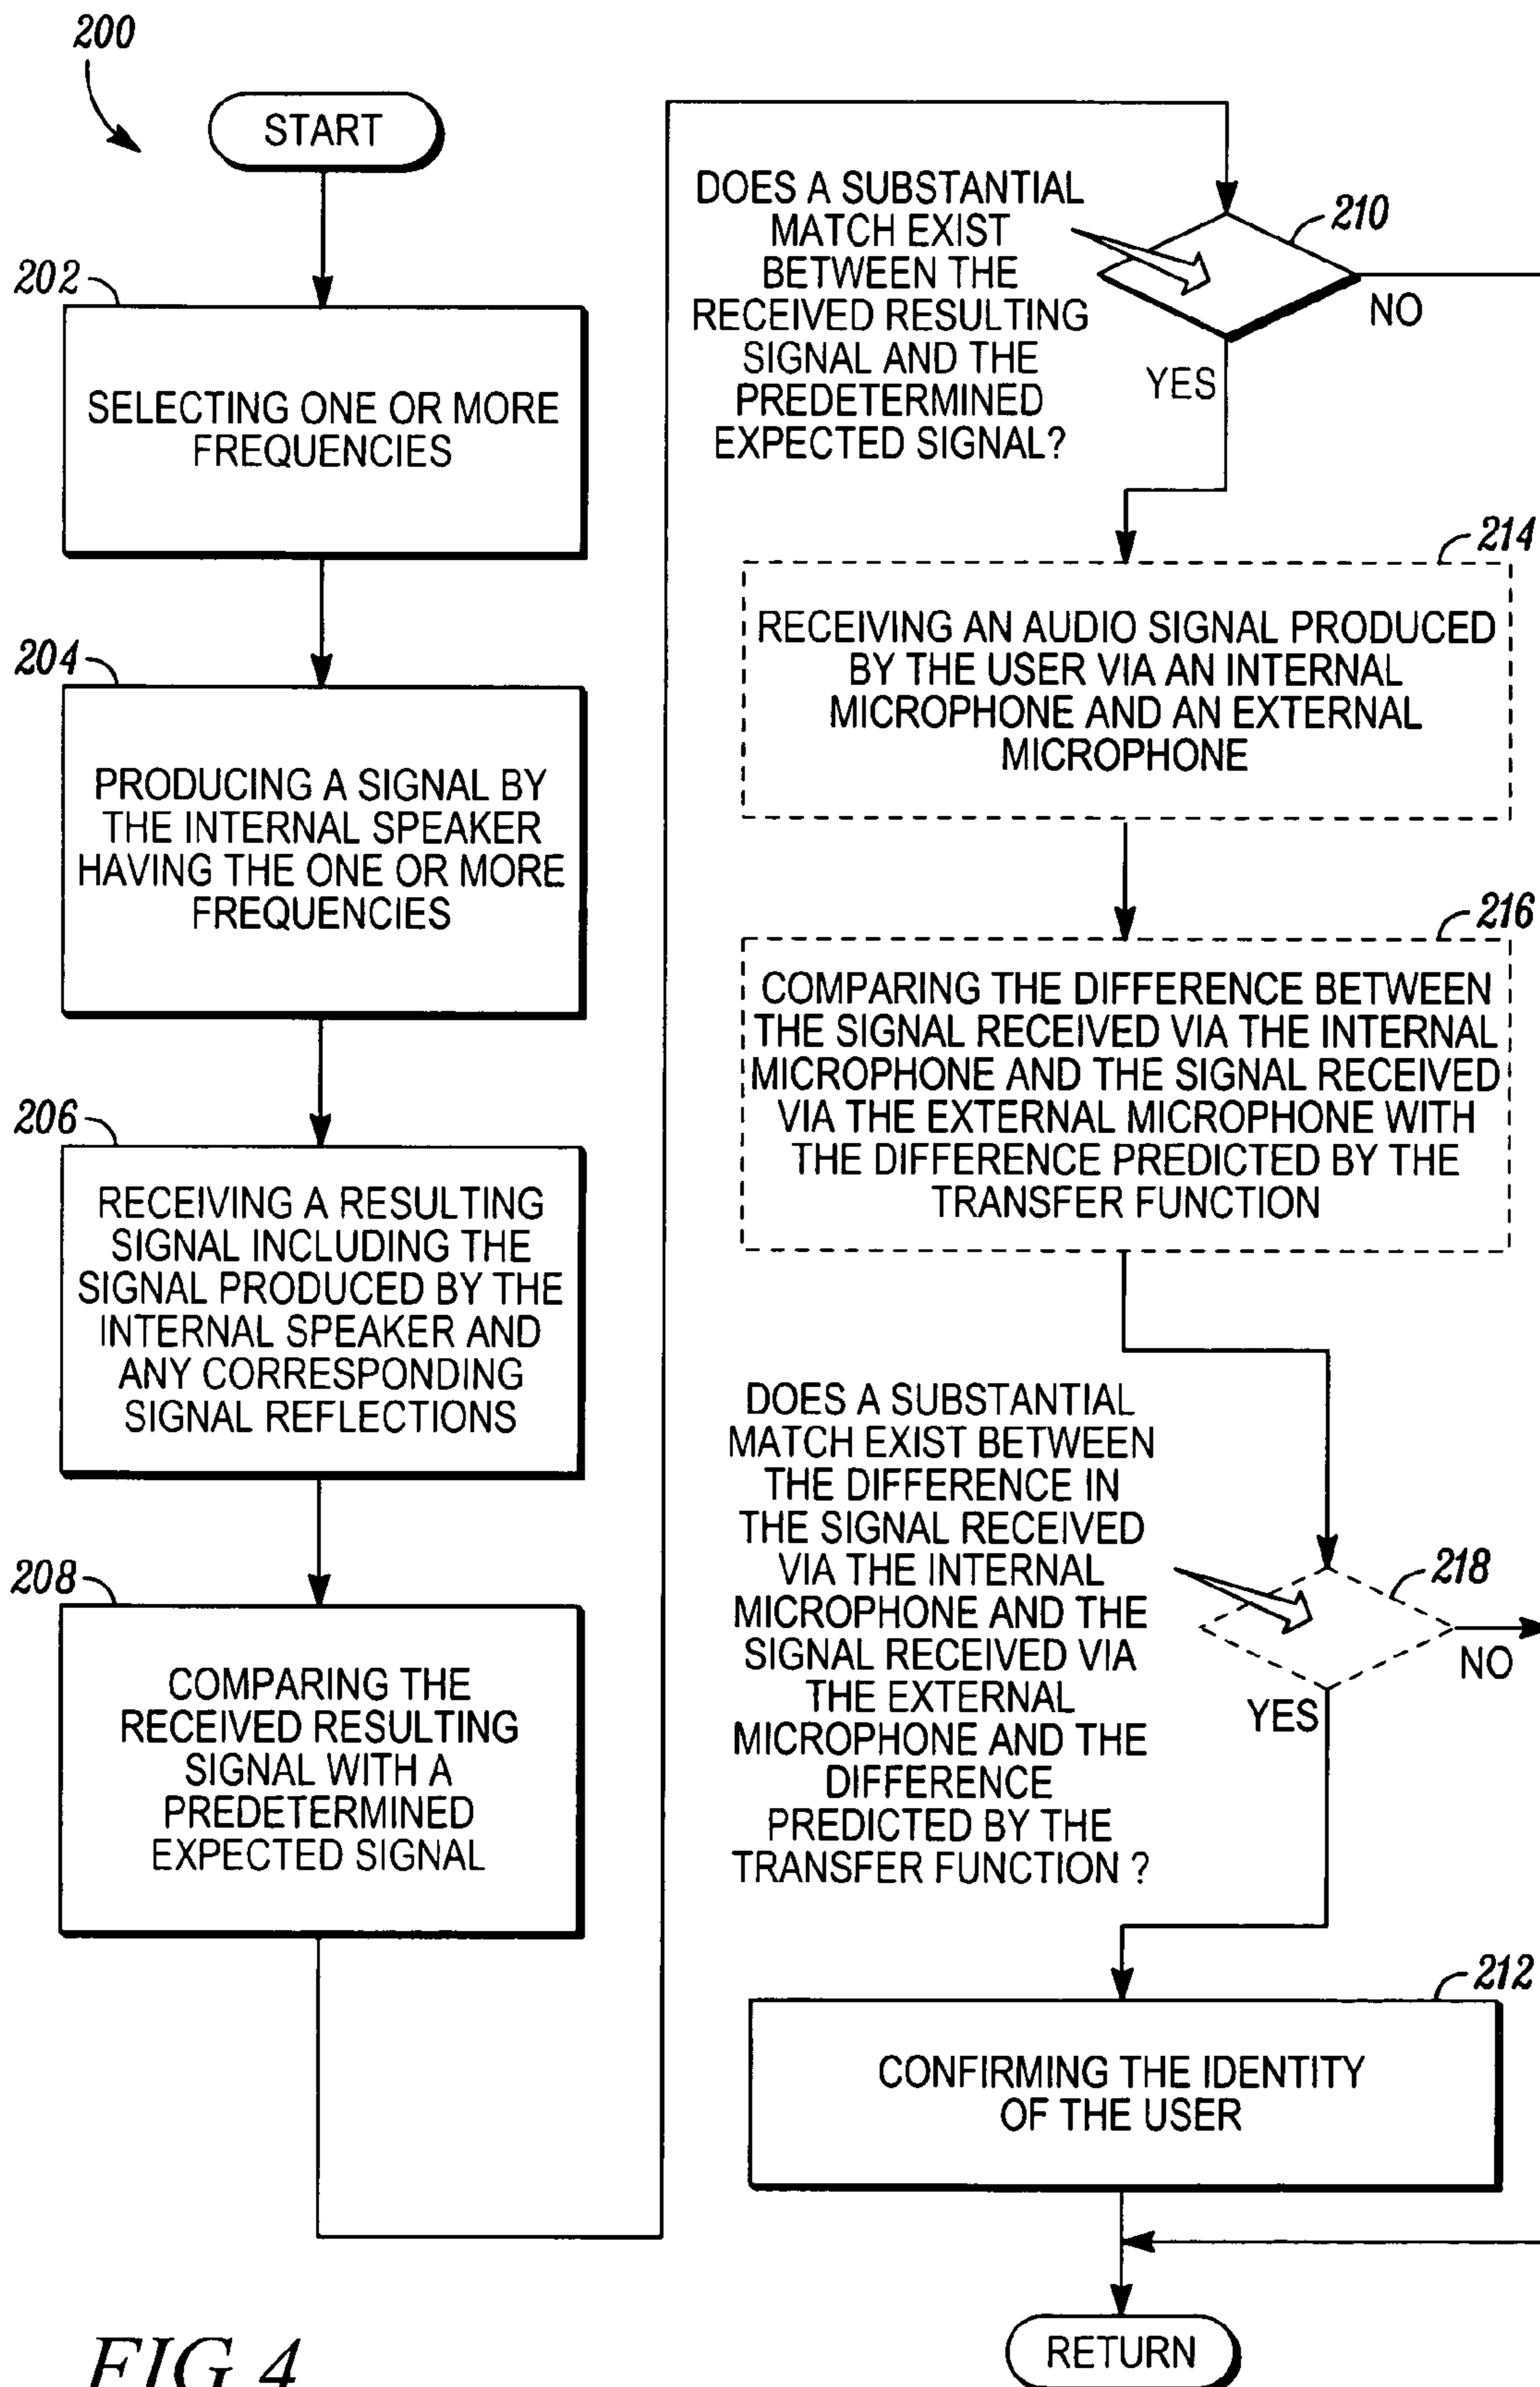 200
START
202
SELECTING ONE OR MORE
FREQUENCIES
204
PRODUCING A SIGNAL BY
THE INTERNAL SPEAKER
HAVING THE ONE OR MORE
FREQUENCIES
206
RECEIVING A RESULTING
SIGNAL INCLUDING THE
SIGNAL PRODUCED BY THE
INTERNAL SPEAKER AND
ANY CORRESPONDING
SIGNAL REFLECTIONS
208
COMPARING THE
RECEIVED RESULTING
SIGNAL WITH A
PREDETERMINED
EXPECTED SIGNAL
DOES A SUBSTANTIAL
MATCH EXIST
BETWEEN THE
RECEIVED RESULTING
SIGNAL AND THE
PREDETERMINED
EXPECTED SIGNAL?
210
NO
YES
214
RECEIVING AN AUDIO SIGNAL PRODUCED
BY THE USER VIA AN INTERNAL
MICROPHONE AND AN EXTERNAL
MICROPHONE
216
COMPARING THE DIFFERENCE BETWEEN
THE SIGNAL RECEIVED VIA THE INTERNAL
MICROPHONE AND THE SIGNAL RECEIVED
VIA THE EXTERNAL MICROPHONE WITH
THE DIFFERENCE PREDICTED BY THE
TRANSFER FUNCTION
DOES A SUBSTANTIAL
MATCH EXIST BETWEEN
THE DIFFERENCE IN
THE SIGNAL RECEIVED
VIA THE INTERNAL
MICROPHONE AND THE
SIGNAL RECEIVED VIA
THE EXTERNAL
MICROPHONE AND THE
DIFFERENCE
PREDICTED BY THE
TRANSFER FUNCTION ?
218
NO
YES
212
CONFIRMING THE IDENTITY
OF THE USER
RETURN
FIG 4